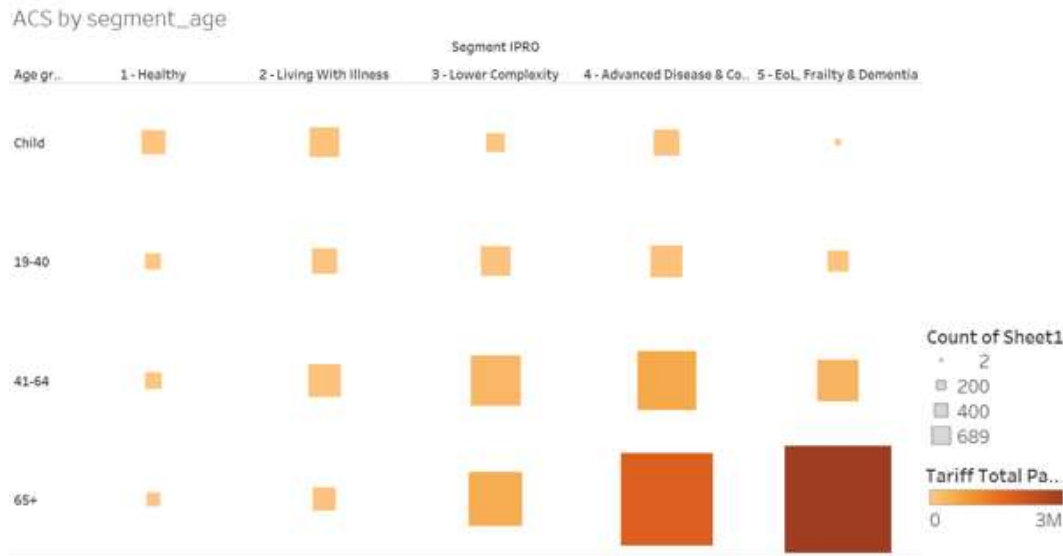 ACS by segment_age
Segment IPRO
Age gr.. 1 - Healthy 2 - Living With Illness 3 - Lower Complexity 4 - Advanced Disease & Co.. 5 - EoL, Frailty & Dementia
Child
19-40
41-64
65+
Count of Sheet1
2
200
400
689
Tariff Total Pa..
0 3M